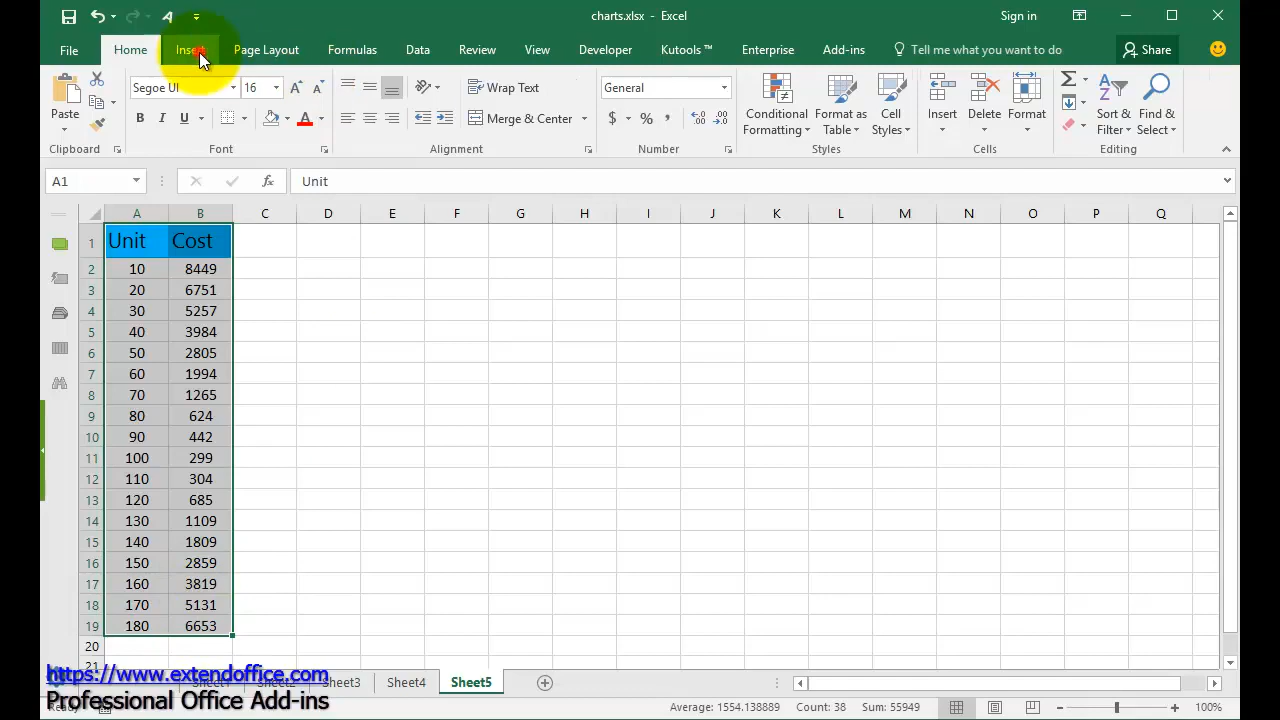 charts.xlsx - Excel
Sign in
File Home Insert Page Layout Formulas Data Review View Developer Kutools ™ Enterprise Add-ins Tell me what you want to do Share
Paste
Segoe UI 16
B I U A
Wrap Text
Merge & Center
General
$ % ,
Conditional Formatting
Format as Table
Cell Styles
Insert Delete Format
Sort & Filter
Find & Select
Clipboard Font Alignment Number Styles Cells Editing
A1 fx Unit
A B C D E F G H I J K L M N O P Q
1 Unit Cost
2 10 8449
3 20 6751
4 30 5257
5 40 3984
6 50 2805
7 60 1994
8 70 1265
9 80 624
10 90 442
11 100 299
12 110 304
13 120 685
14 130 1109
15 140 1809
16 150 2859
17 160 3819
18 170 5131
19 180 6653
20
21
https://www.extendoffice.com
Sheet4 Sheet5
Professional Office Add-ins
Average: 1554.138889 Count: 38 Sum: 55949 100%